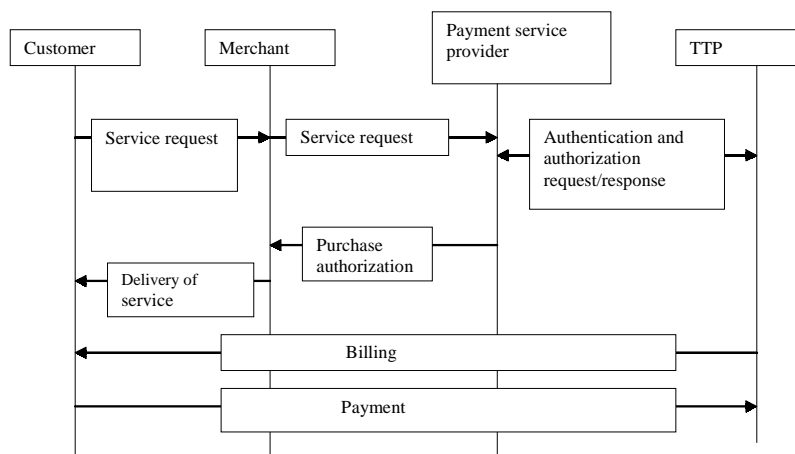 Customer
Merchant
Payment service
provider
TTP
Service request
Service request
Authentication and
authorization
request/response
Purchase
authorization
Delivery of
service
Billing
Payment